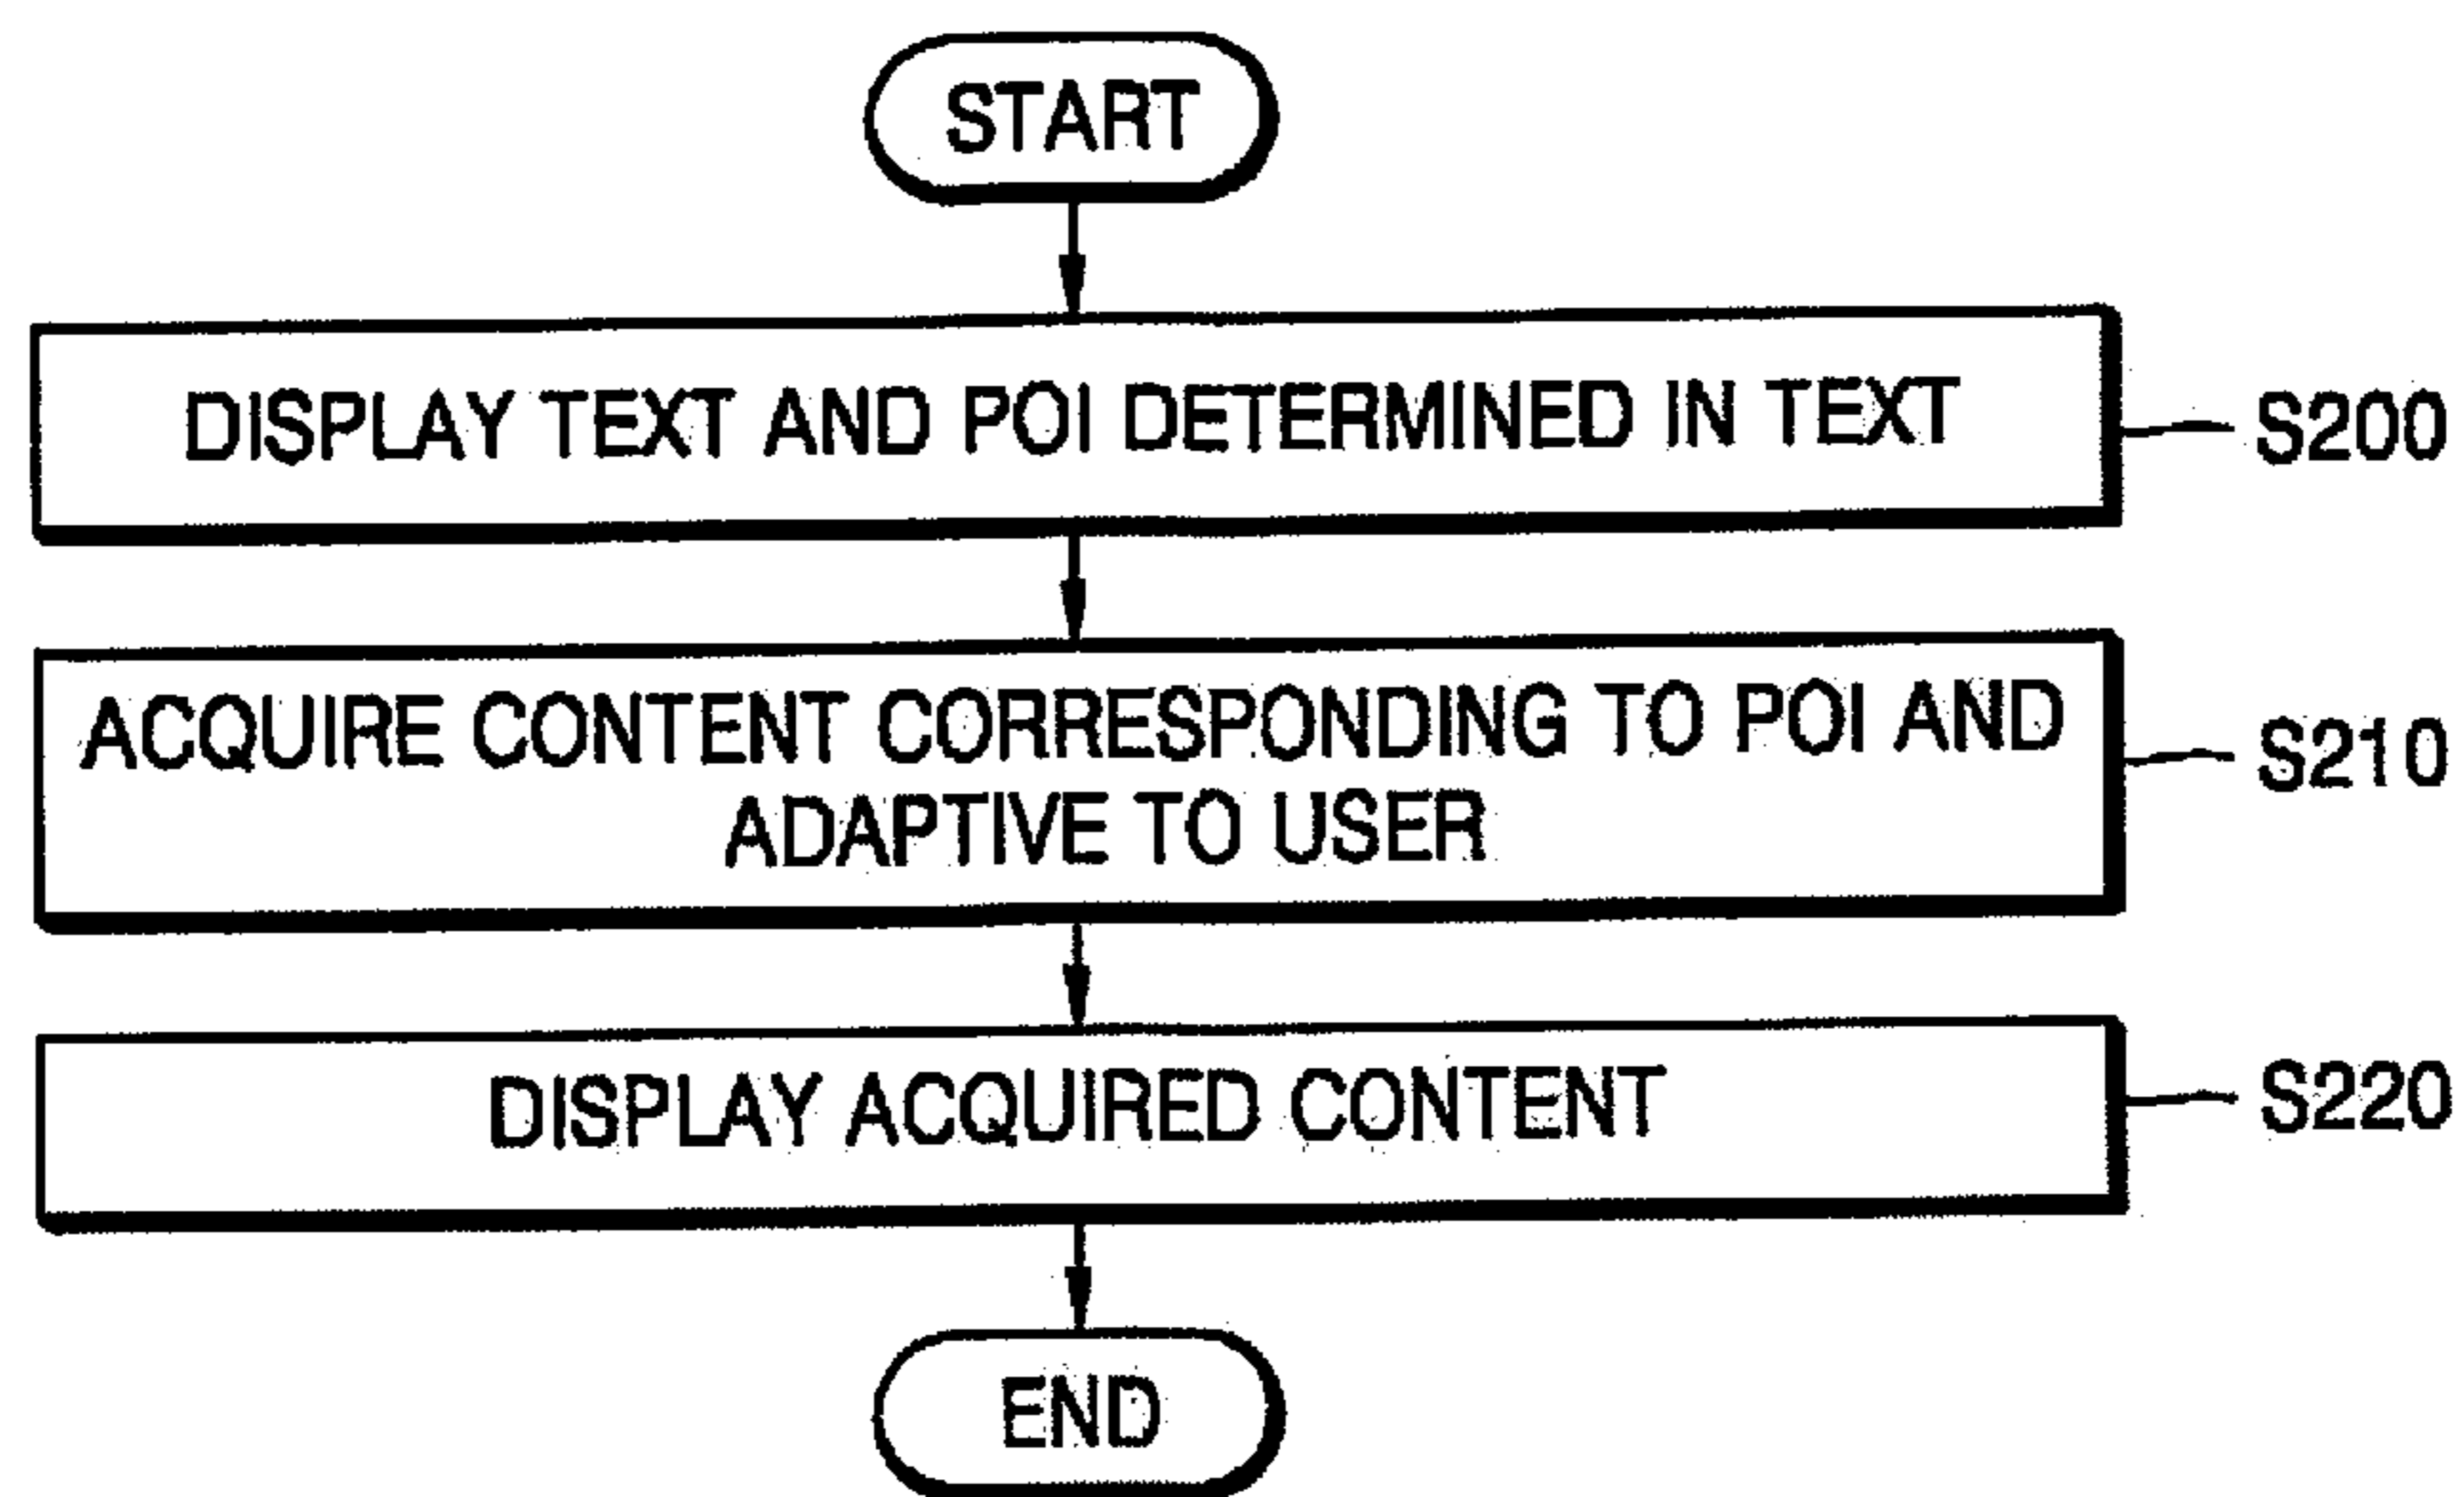 START
DISPLAY TEXT AND POI DETERMINED IN TEXT
S200
ACQUIRE CONTENT CORRESPONDING TO POI AND
ADAPTIVE TO USER
S210
DISPLAY ACQUIRED CONTENT
S220
END